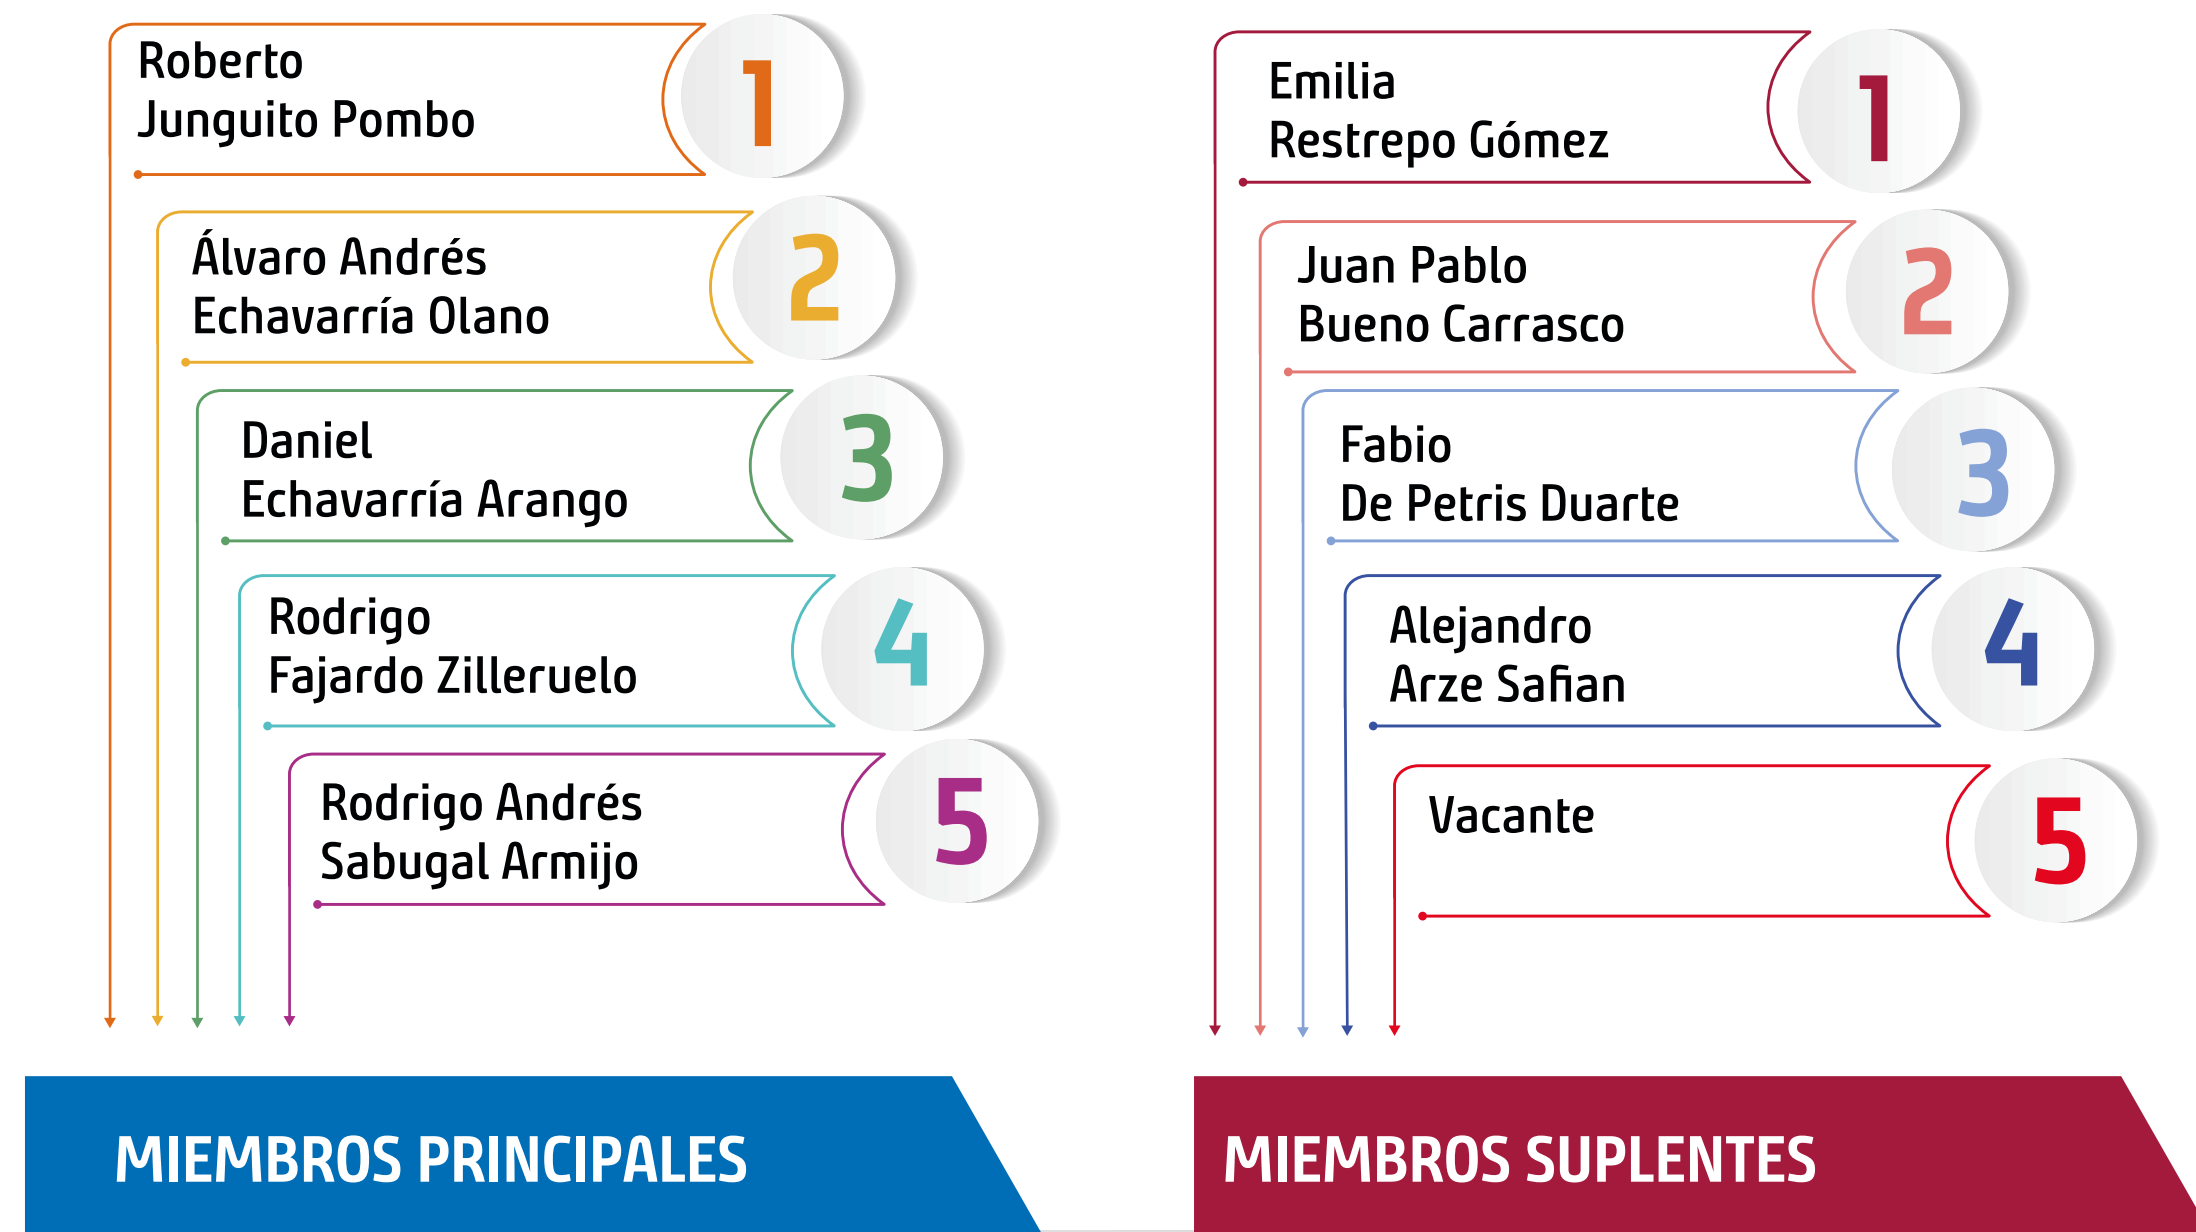 Roberto
Junguito Pombo
1
Álvaro Andrés
Echavarría Olano
2
Daniel
Echavarría Arango
3
Rodrigo
Fajardo Zilleruelo
4
Rodrigo Andrés
Sabugal Armijo
5
MIEMBROS PRINCIPALES
Emilia
Restrepo Gómez
1
Juan Pablo
Bueno Carrasco
2
Fabio
De Petris Duarte
3
Alejandro
Arze Safian
4
Vacante
5
MIEMBROS SUPLENTES